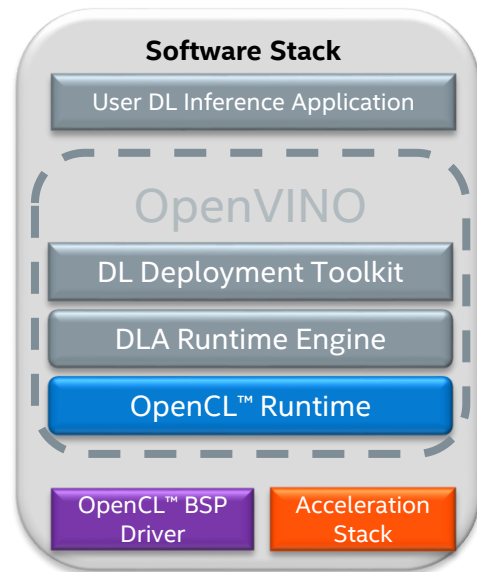 Software Stack
User DL Inference Application
OpenVINO
DL Deployment Toolkit
DLA Runtime Engine
OpenCL™ Runtime
OpenCL™ BSP
Driver
Acceleration
Stack